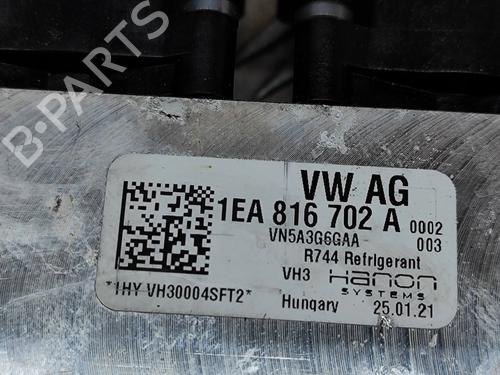 B-PARTS
VW AG
1EA 816 702 A 0002
VN5A3G6GAA 003
R744 Refrigerant
VH3 Hanon
SYSTEMS
*1HY VH30004SFT2* Hungary 25.01.21